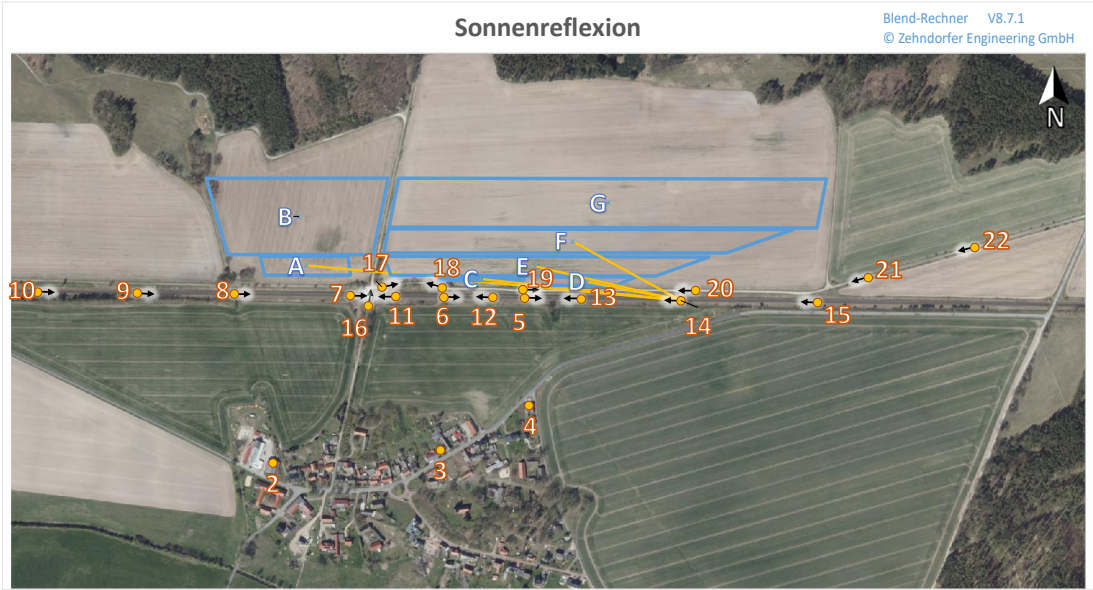 Sonnenreflexion
Blend-Rechner V8.7.1
© Zehndorfer Engineering GmbH
N
G
B
F
22
A
17
18
E
C
D
21
10
9
8
7
19
20
11
6
12
5
13
14
15
16
4
3
2